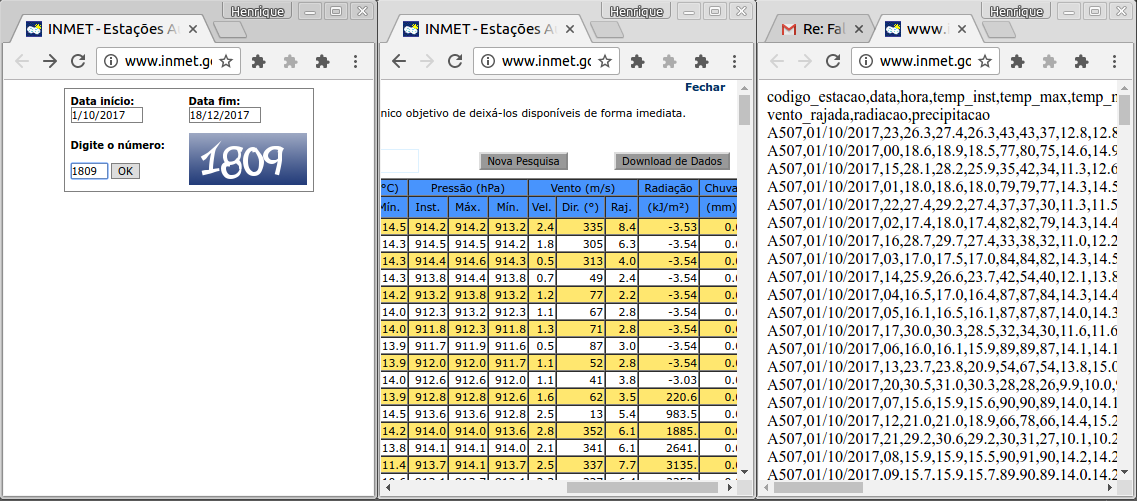 Henrique
INMET - Estações Au
www.inmet.go
Data início: Data fim:
1/10/2017 18/12/2017
Digite o número:
1809
1809 OK
Henrique
INMET - Estações Au
www.inmet.go
Fechar
nico objetivo de deixá-los disponíveis de forma imediata.
Nova Pesquisa Download de Dados
°C) Pressão (hPa) Vento (m/s) Radiação Chuva
Mín. Inst. Máx. Mín. Vel. Dir. (°) Raj. (kJ/m²) (mm)
14.5 914.2 914.2 913.2 2.4 335 8.4 -3.53 0.
14.3 914.5 914.5 914.2 1.8 305 6.3 -3.54 0.
14.3 914.4 914.6 914.3 0.5 313 4.0 -3.54 0.
14.3 913.8 914.4 913.8 0.7 49 2.4 -3.54 0.
14.2 913.2 913.8 913.2 1.2 77 2.2 -3.54 0.
14.0 912.3 913.2 912.3 1.1 67 2.8 -3.54 0.
14.0 911.8 912.3 911.8 1.3 71 2.8 -3.54 0.
13.9 911.7 911.9 911.6 0.5 87 3.0 -3.54 0.
13.9 912.0 912.0 911.7 1.1 52 2.8 -3.54 0.
14.0 912.6 912.6 912.0 1.1 41 3.8 -3.03 0.
13.9 912.8 912.8 912.6 1.6 62 3.5 220.6 0.
14.5 913.6 913.6 912.8 2.5 13 5.4 983.5 0.
14.2 914.0 914.0 913.6 2.8 352 6.1 1885. 0.
13.8 914.1 914.1 914.0 2.1 341 6.1 2641. 0.
11.4 913.7 914.1 913.7 2.5 337 7.7 3135. 0.
Henrique
Re: Fal www.
www.inmet.go
codigo_estacao,data,hora,temp_inst,temp_max,temp_m
vento_rajada,radiacao,precipitacao
A507,01/10/2017,23,26.3,27.4,26.3,43,43,37,12.8,12.8
A507,01/10/2017,00,18.6,18.9,18.5,77,80,75,14.6,14.9
A507,01/10/2017,15,28.1,28.2,25.9,35,42,34,11.3,12.6
A507,01/10/2017,01,18.0,18.6,18.0,79,79,77,14.3,14.5
A507,01/10/2017,22,27.4,29.2,27.4,37,37,30,11.3,11.5
A507,01/10/2017,02,17.4,18.0,17.4,82,82,79,14.3,14.4
A507,01/10/2017,16,28.7,29.7,27.4,33,38,32,11.0,12.2
A507,01/10/2017,03,17.0,17.5,17.0,84,84,82,14.3,14.5
A507,01/10/2017,14,25.9,26.6,23.7,42,54,40,12.1,13.8
A507,01/10/2017,04,16.5,17.0,16.4,87,87,84,14.3,14.4
A507,01/10/2017,05,16.1,16.5,16.1,87,87,87,14.0,14.3
A507,01/10/2017,17,30.0,30.3,28.5,32,34,30,11.6,11.6
A507,01/10/2017,06,16.0,16.1,15.9,89,89,87,14.1,14.1
A507,01/10/2017,13,23.7,23.8,20.9,54,67,54,13.8,15.0
A507,01/10/2017,20,30.5,31.0,30.3,28,28,26,9.9,10.0,9
A507,01/10/2017,07,15.6,15.9,15.6,90,90,89,14.0,14.1
A507,01/10/2017,12,21.0,21.0,18.9,66,78,66,14.4,15.2
A507,01/10/2017,21,29.2,30.6,29.2,30,31,27,10.1,10.2
A507,01/10/2017,08,15.9,15.9,15.5,90,91,90,14.2,14.2
A507,01/10/2017,09,15.7,15.9,15.7,89,90,89,14.0,14.2